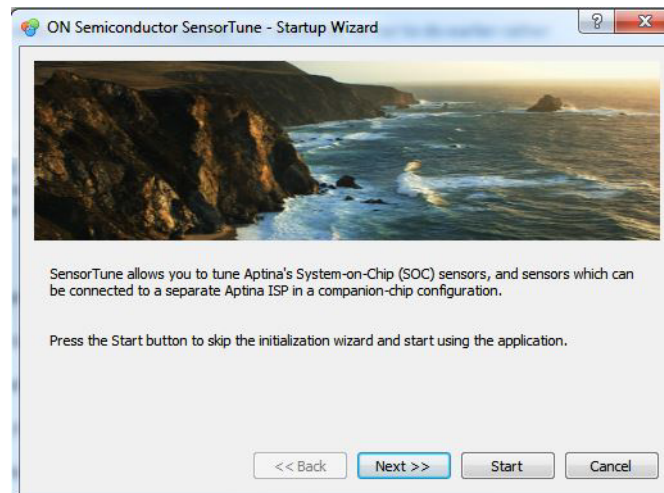 ON Semiconductor SensorTune - Startup Wizard
SensorTune allows you to tune Aptina's System-on-Chip (SOC) sensors, and sensors which can
be connected to a separate Aptina ISP in a companion-chip configuration.
Press the Start button to skip the initialization wizard and start using the application.
<< Back Next >> Start Cancel